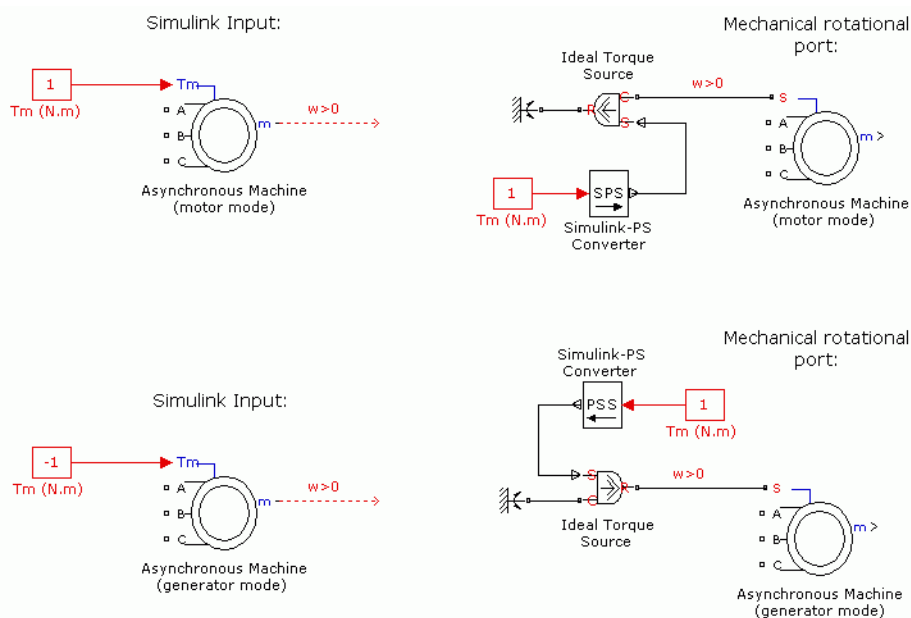 Simulink Input:
1
Tm (N.m)
Tm
A
B
C
m
w>0
Asynchronous Machine
(motor mode)
Mechanical rotational
port:
Ideal Torque
Source
R
C
S
w>0
S
A
B
C
m
1
Tm (N.m)
SPS
Simulink-PS
Converter
Asynchronous Machine
(motor mode)
Simulink Input:
-1
Tm (N.m)
Tm
A
B
C
m
w>0
Asynchronous Machine
(generator mode)
Mechanical rotational
port:
Simulink-PS
Converter
PSS
1
Tm (N.m)
S
C
R
w>0
Ideal Torque
Source
S
A
B
C
m
Asynchronous Machine
(generator mode)